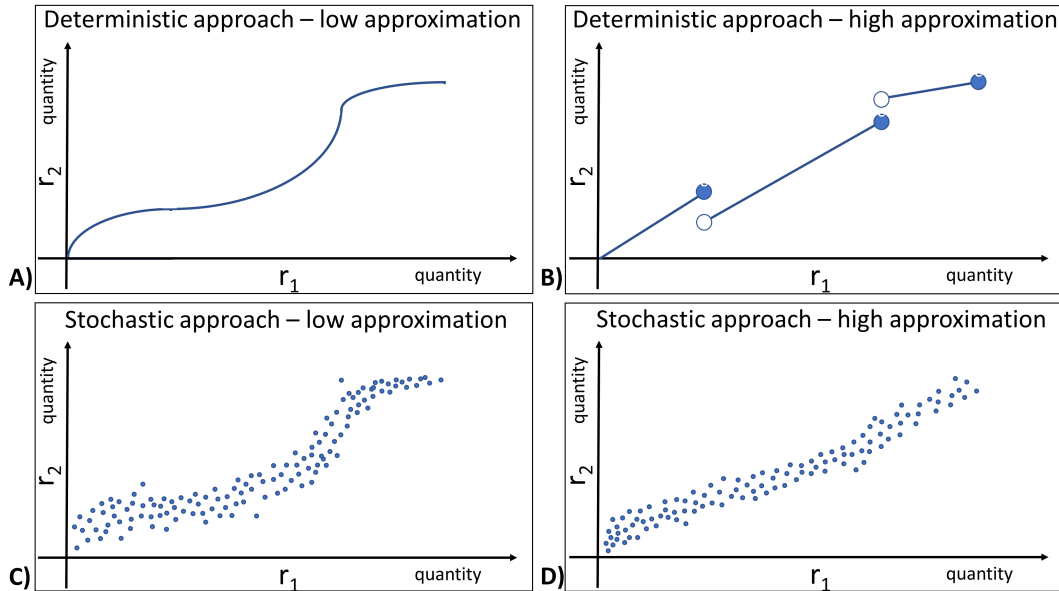 Deterministic approach – low approximation
quantity
r2
A)
r1
quantity
Deterministic approach – high approximation
quantity
r2
B)
r1
quantity
Stochastic approach – low approximation
quantity
r2
C)
r1
quantity
Stochastic approach – high approximation
quantity
r2
D)
r1
quantity